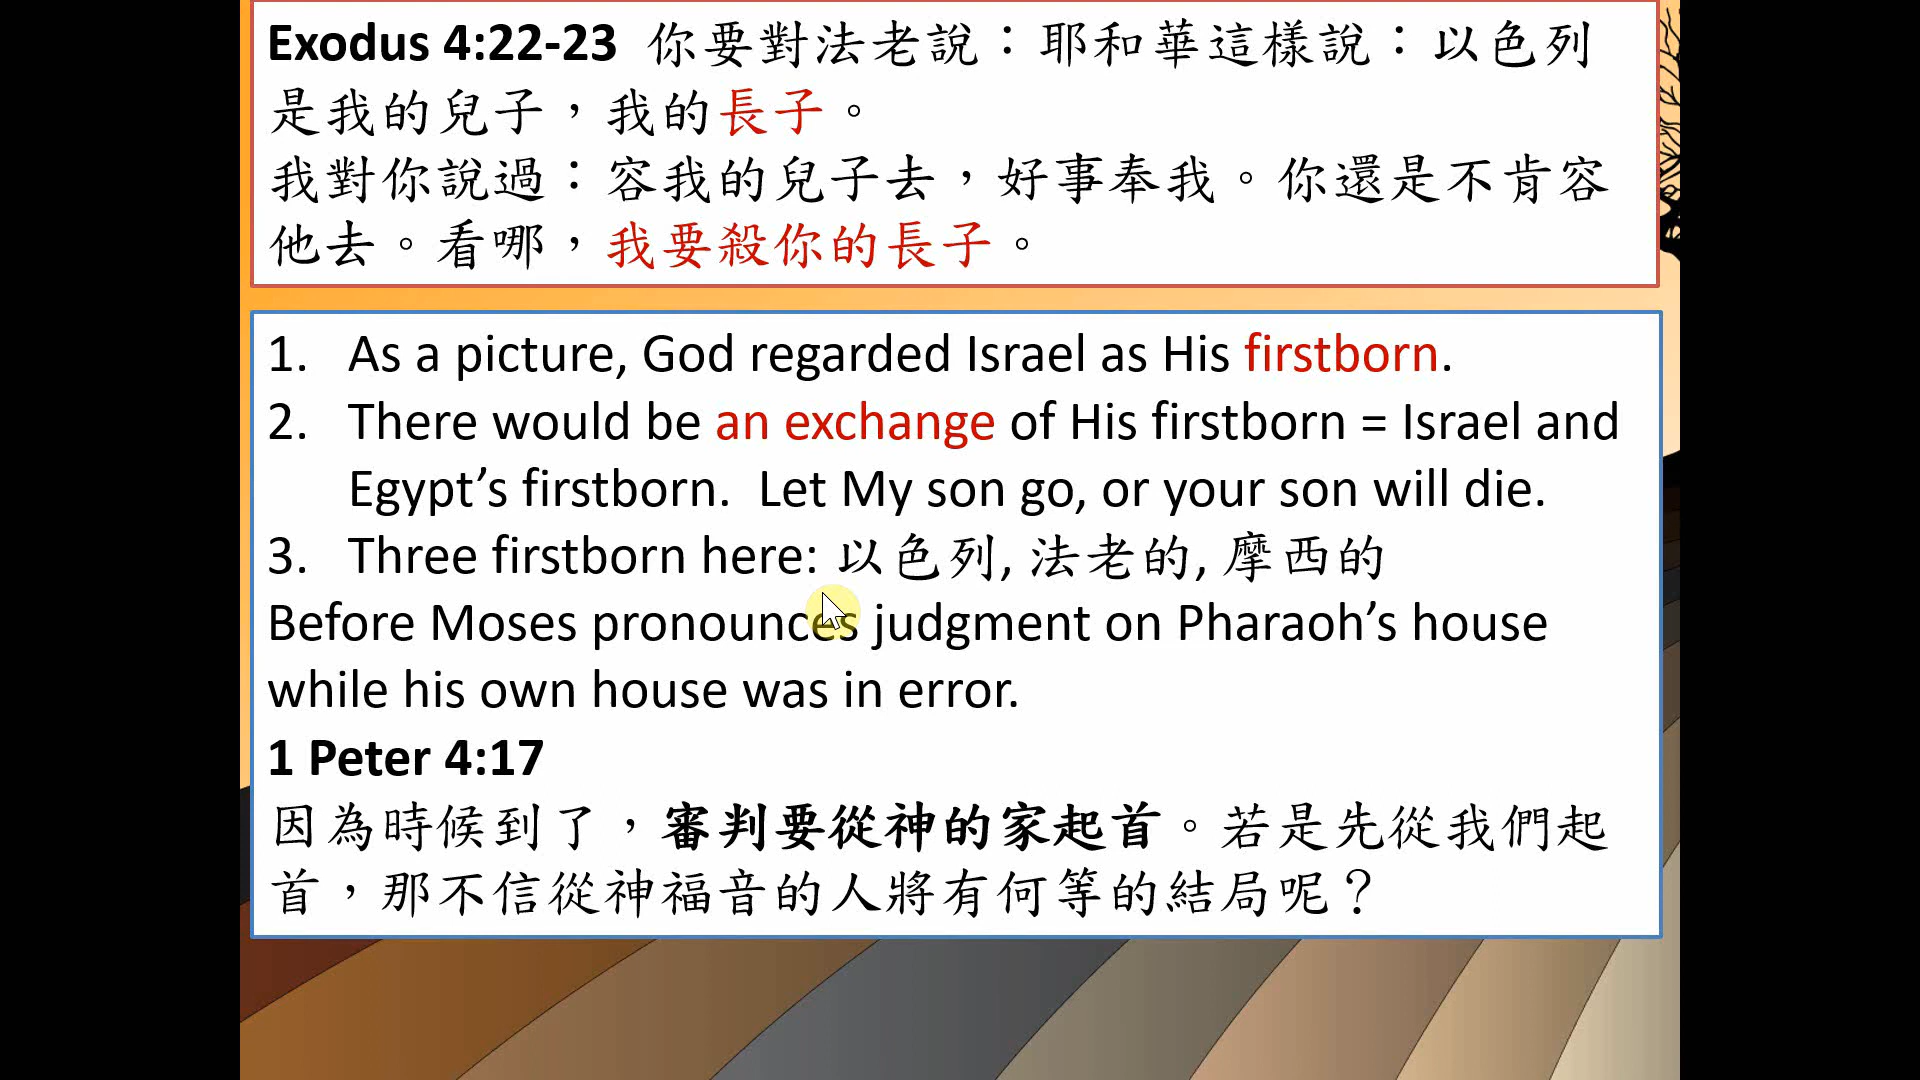 Exodus 4:22-23 你要對法老說：耶和華這樣說：以色列
是我的兒子，我的長子。
我對你說過：容我的兒子去，好事奉我。你還是不肯容
他去。看哪，我要殺你的長子。
1. As a picture, God regarded Israel as His firstborn.
2. There would be an exchange of His firstborn = Israel and
Egypt’s firstborn. Let My son go, or your son will die.
3. Three firstborn here: 以色列, 法老的, 摩西的
Before Moses pronounces judgment on Pharaoh’s house
while his own house was in error.
1 Peter 4:17
因為時候到了，審判要從神的家起首。若是先從我們起
首，那不信從神福音的人將有何等的結局呢？